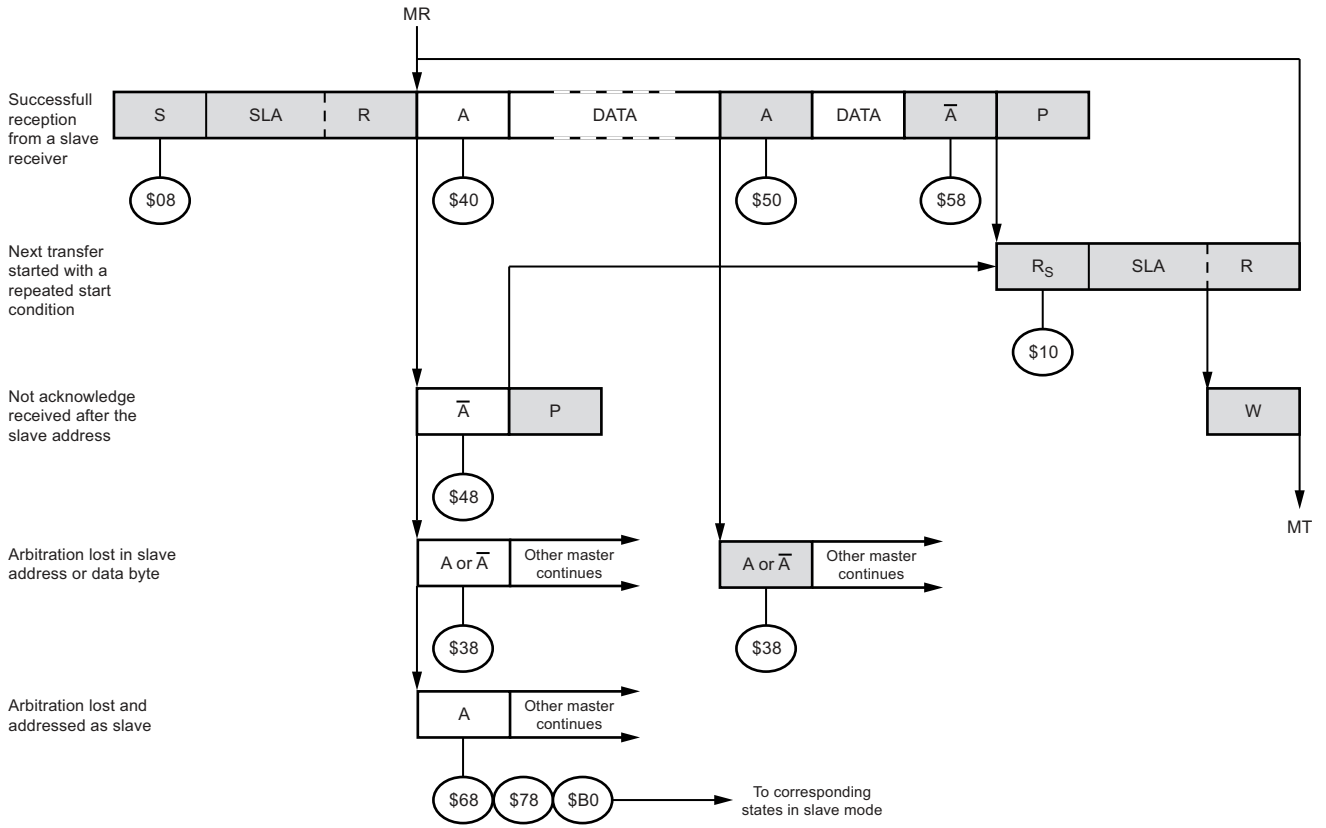 MR
Successfull
reception
from a slave
receiver
S SLA R A DATA A DATA A̅ P
$08 $40 $50 $58
Next transfer
started with a
repeated start
condition
RS SLA R
$10
Not acknowledge
received after the
slave address
A̅ P
W
$48
MT
Arbitration lost in slave
address or data byte
A or A̅
Other master
continues
A or A̅
Other master
continues
$38 $38
Arbitration lost and
addressed as slave
A
Other master
continues
$68 $78 $B0
To corresponding
states in slave mode